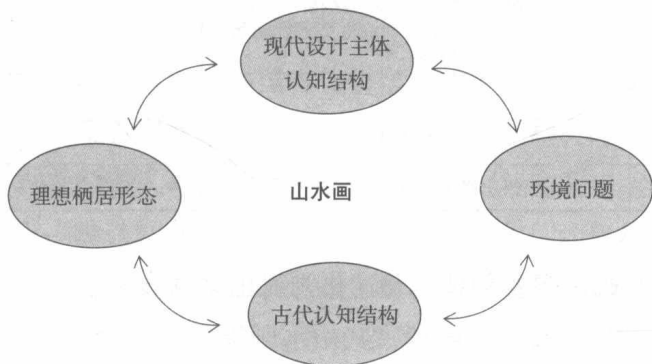 现代设计主体
认知结构
理想栖居形态
山水画
环境问题
古代认知结构